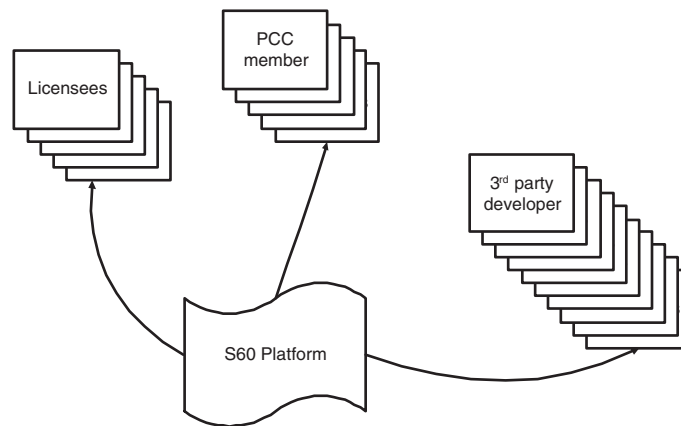 PCC
member
Licensees
3rd party
developer
S60 Platform